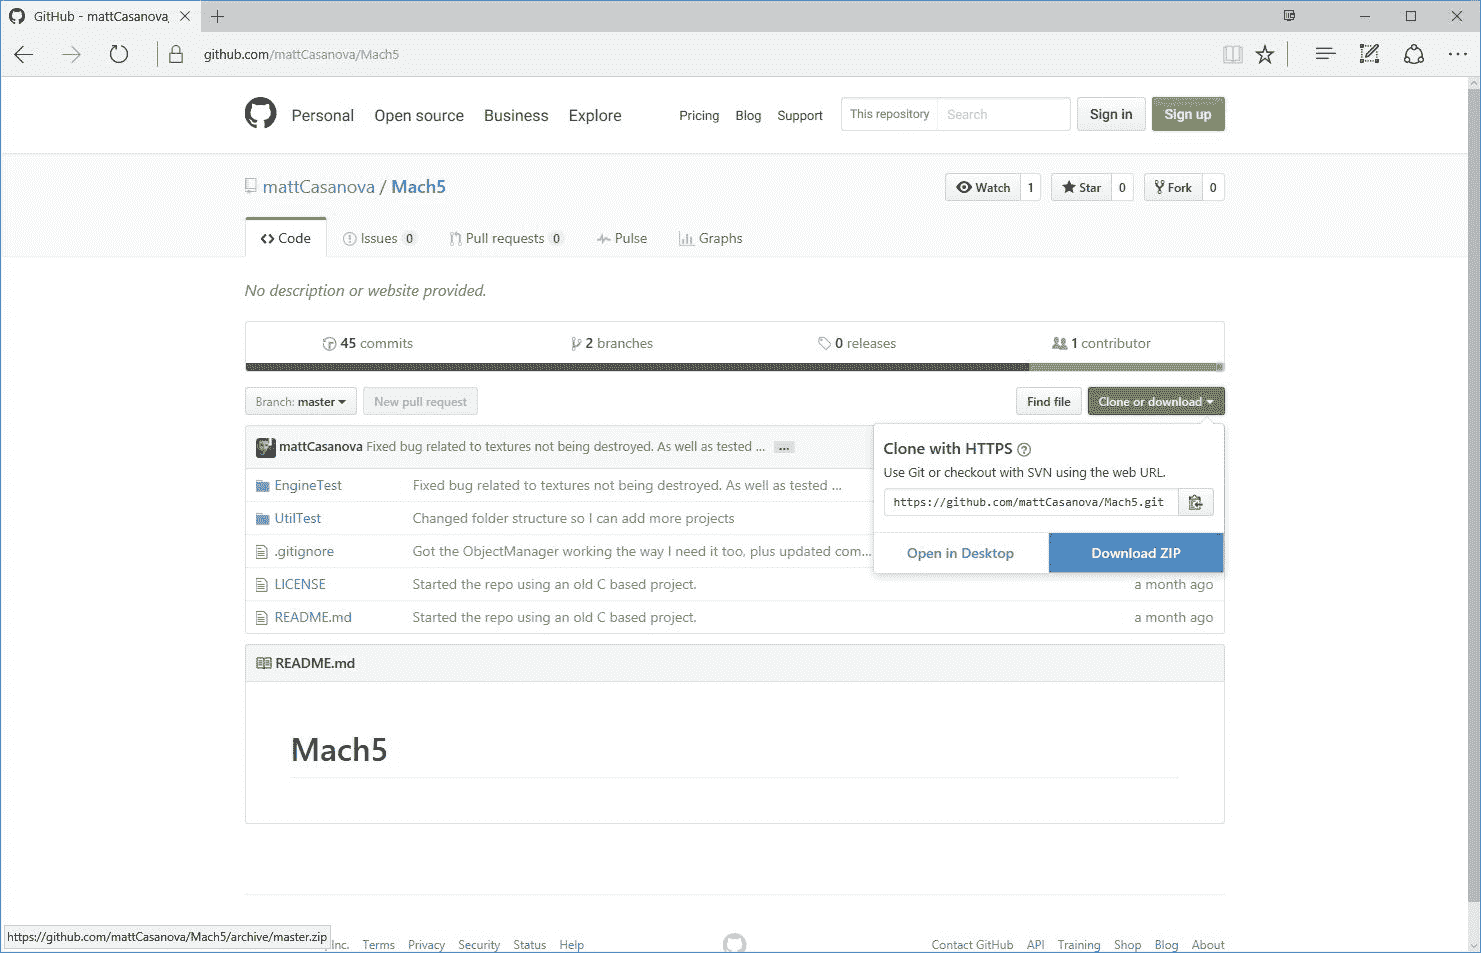 GitHub - mattCasanova,
github.com/mattCasanova/Mach5
Personal Open source Business Explore Pricing Blog Support This repository Search Sign in Sign up
mattCasanova / Mach5 Watch 1 Star 0 Fork 0
Code Issues 0 Pull requests 0 Pulse Graphs
No description or website provided.
45 commits 2 branches 0 releases 1 contributor
Branch: master New pull request Find file Clone or download
mattCasanova Fixed bug related to textures not being destroyed. As well as tested ... ...
Clone with HTTPS
Use Git or checkout with SVN using the web URL.
https://github.com/mattCasanova/Mach5.git
Open in Desktop Download ZIP
EngineTest Fixed bug related to textures not being destroyed. As well as tested ...
UtilTest Changed folder structure so I can add more projects
.gitignore Got the ObjectManager working the way I need it too, plus updated com...
LICENSE Started the repo using an old C based project. a month ago
README.md Started the repo using an old C based project. a month ago
README.md
Mach5
https://github.com/mattCasanova/Mach5/archive/master.zip Inc. Terms Privacy Security Status Help Contact GitHub API Training Shop Blog About